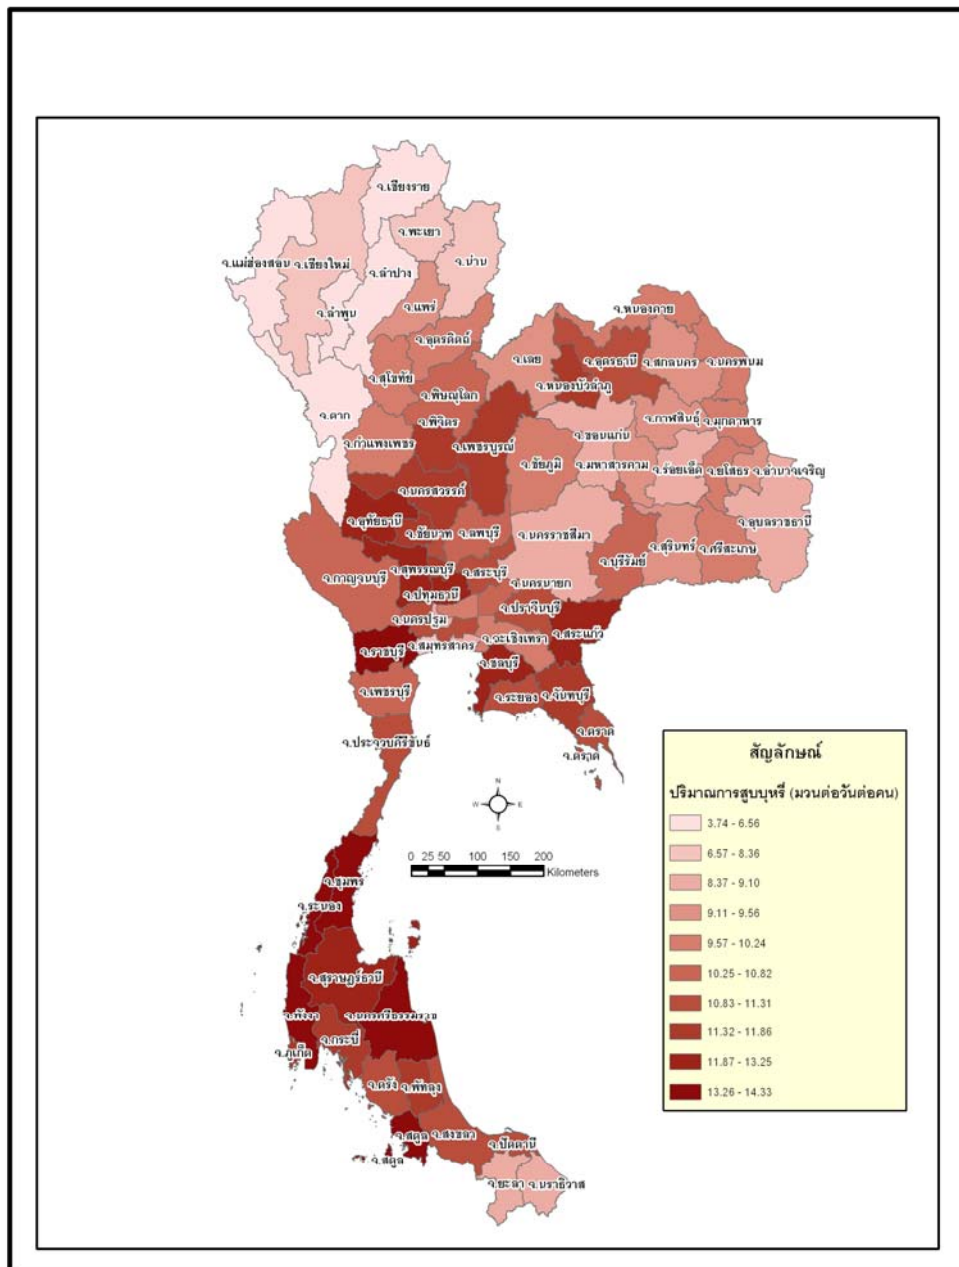 จ.เชียงราย
จ.พะเยา
จ.น่าน
จ.แม่ฮ่องสอน
จ.เชียงใหม่
จ.ลำปาง
จ.ลำพูน
จ.แพร่
จ.อุตรดิตถ์
จ.หนองคาย
จ.เลย
จ.อุดรธานี
จ.สกลนคร
จ.นครพนม
จ.สุโขทัย
จ.หนองบัวลำภู
จ.พิษณุโลก
จ.ตาก
จ.พิจิตร
จ.กาฬสินธุ์
จ.มุกดาหาร
จ.กำแพงเพชร
จ.เพชรบูรณ์
จ.ขอนแก่น
จ.ชัยภูมิ
จ.มหาสารคาม
จ.ร้อยเอ็ด
จ.ยโสธร
จ.อำนาจเจริญ
จ.นครสวรรค์
จ.อุทัยธานี
จ.ชัยนาท
จ.ลพบุรี
จ.นครราชสีมา
จ.อุบลราชธานี
จ.บุรีรัมย์
จ.สุรินทร์
จ.ศรีสะเกษ
จ.กาญจนบุรี
จ.สุพรรณบุรี
จ.สระบุรี
จ.นครนายก
จ.ปทุมธานี
จ.ปราจีนบุรี
จ.นครปฐม
จ.สระแก้ว
จ.ราชบุรี
จ.สมุทรสาคร
จ.ฉะเชิงเทรา
จ.ชลบุรี
จ.เพชรบุรี
จ.ระยอง
จ.จันทบุรี
จ.ตราด
จ.ประจวบคีรีขันธ์
จ.ตราด
สัญลักษณ์
ปริมาณการสูบบุหรี่ (มวนต่อวันต่อคน)
3.74 - 6.56
6.57 - 8.36
8.37 - 9.10
9.11 - 9.56
9.57 - 10.24
10.25 - 10.82
10.83 - 11.31
11.32 - 11.86
11.87 - 13.25
13.26 - 14.33
N
W
E
S
0 25 50 100 150 200
Kilometers
จ.ชุมพร
จ.ระนอง
จ.สุราษฎร์ธานี
จ.พังงา
จ.นครศรีธรรมราช
จ.กระบี่
จ.ภูเก็ต
จ.ตรัง
จ.พัทลุง
จ.สตูล
จ.สงขลา
จ.ปัตตานี
จ.สตูล
จ.ยะลา
จ.นราธิวาส